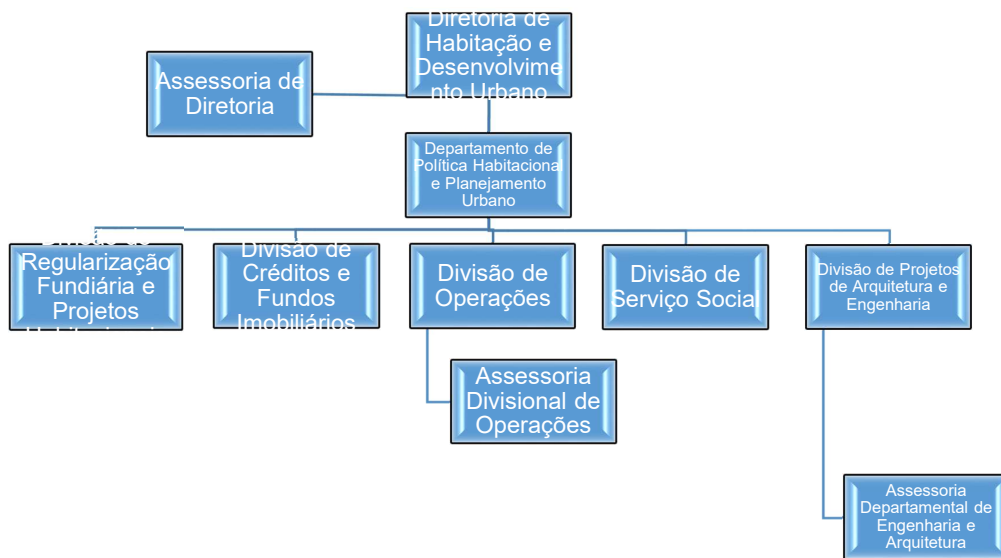 Diretoria de
Habitação e
Desenvolvime
nto Urbano
Assessoria de
Diretoria
Departamento de
Política Habitacional
e Planejamento
Urbano
Divisão de
Regularização
Fundiária e
Projetos
Divisão de
Créditos e
Fundos
Imobiliários
Divisão de
Operações
Divisão de
Serviço Social
Divisão de Projetos
de Arquitetura e
Engenharia
Assessoria
Divisional de
Operações
Assessoria
Departamental de
Engenharia e
Arquitetura